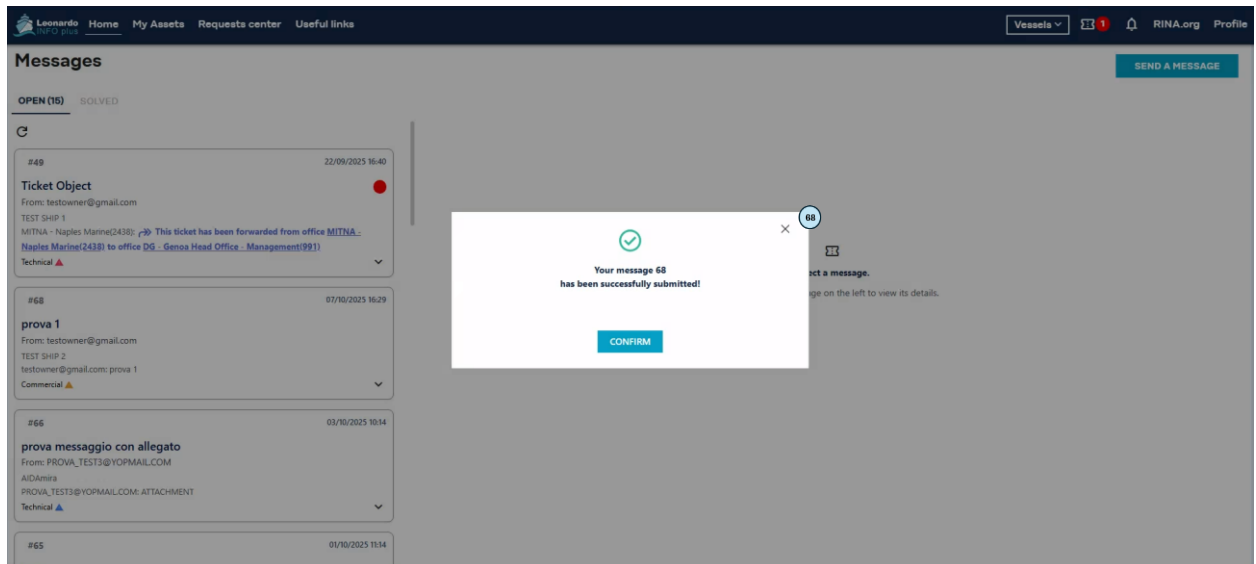 Leonardo
INFO plus
Home My Assets Requests center Useful links
Vessels
1
RINA.org Profile
Messages
SEND A MESSAGE
OPEN (15) SOLVED
#49 22/09/2025 16:40
Ticket Object
From: testowner@gmail.com
TEST SHIP 1
MITNA - Naples Marine(2438): This ticket has been forwarded from office MITNA -
Naples Marine(2438) to office DG - Genoa Head Office - Management(991)
Technical
#68 07/10/2025 16:29
prova 1
From: testowner@gmail.com
TEST SHIP 2
testowner@gmail.com: prova 1
Commercial
#66 03/10/2025 10:14
prova messaggio con allegato
From: PROVA_TEST3@YOPMAIL.COM
AIDAmira
PROVA_TEST3@YOPMAIL.COM: ATTACHMENT
Technical
#65 01/10/2025 11:14
68
Your message 68
has been successfully submitted!
CONFIRM
ect a message.
ge on the left to view its details.